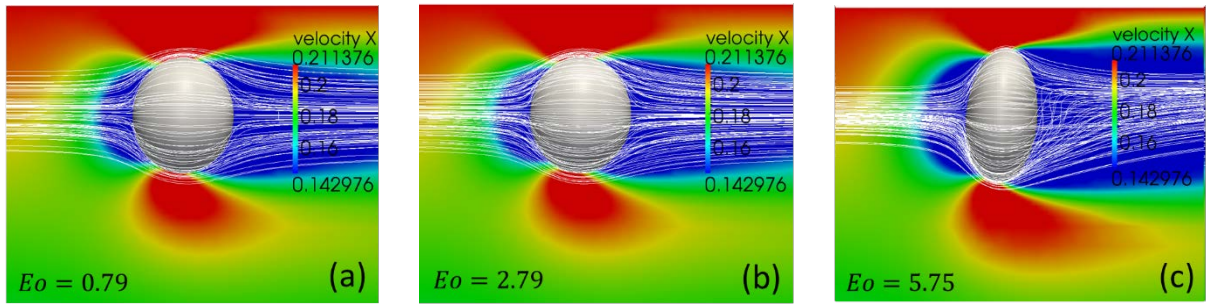 velocity X
0.211376
0.2
0.18
0.16
0.142976
Eo = 0.79
(a)
velocity X
0.211376
0.2
0.18
0.16
0.142976
Eo = 2.79
(b)
velocity X
0.211376
0.2
0.18
0.16
0.142976
Eo = 5.75
(c)